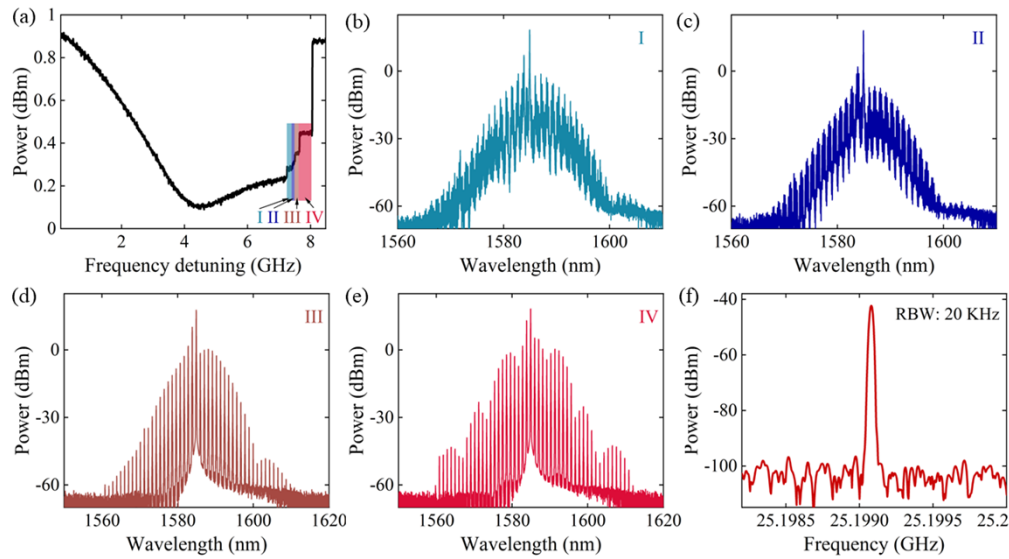 (a)
Power (dBm)
1
0.8
0.6
0.4
0.2
0
2
4
6
8
I II III IV
Frequency detuning (GHz)
(b)
I
Power (dBm)
0
-30
-60
1560
1580
1600
Wavelength (nm)
(c)
II
Power (dBm)
0
-30
-60
1560
1580
1600
Wavelength (nm)
(d)
III
Power (dBm)
0
-30
-60
1560
1580
1600
1620
Wavelength (nm)
(e)
IV
Power (dBm)
0
-30
-60
1560
1580
1600
1620
Wavelength (nm)
(f)
RBW: 20 KHz
Power (dBm)
-40
-60
-80
-100
25.1985
25.1990
25.1995
25.2
Frequency (GHz)